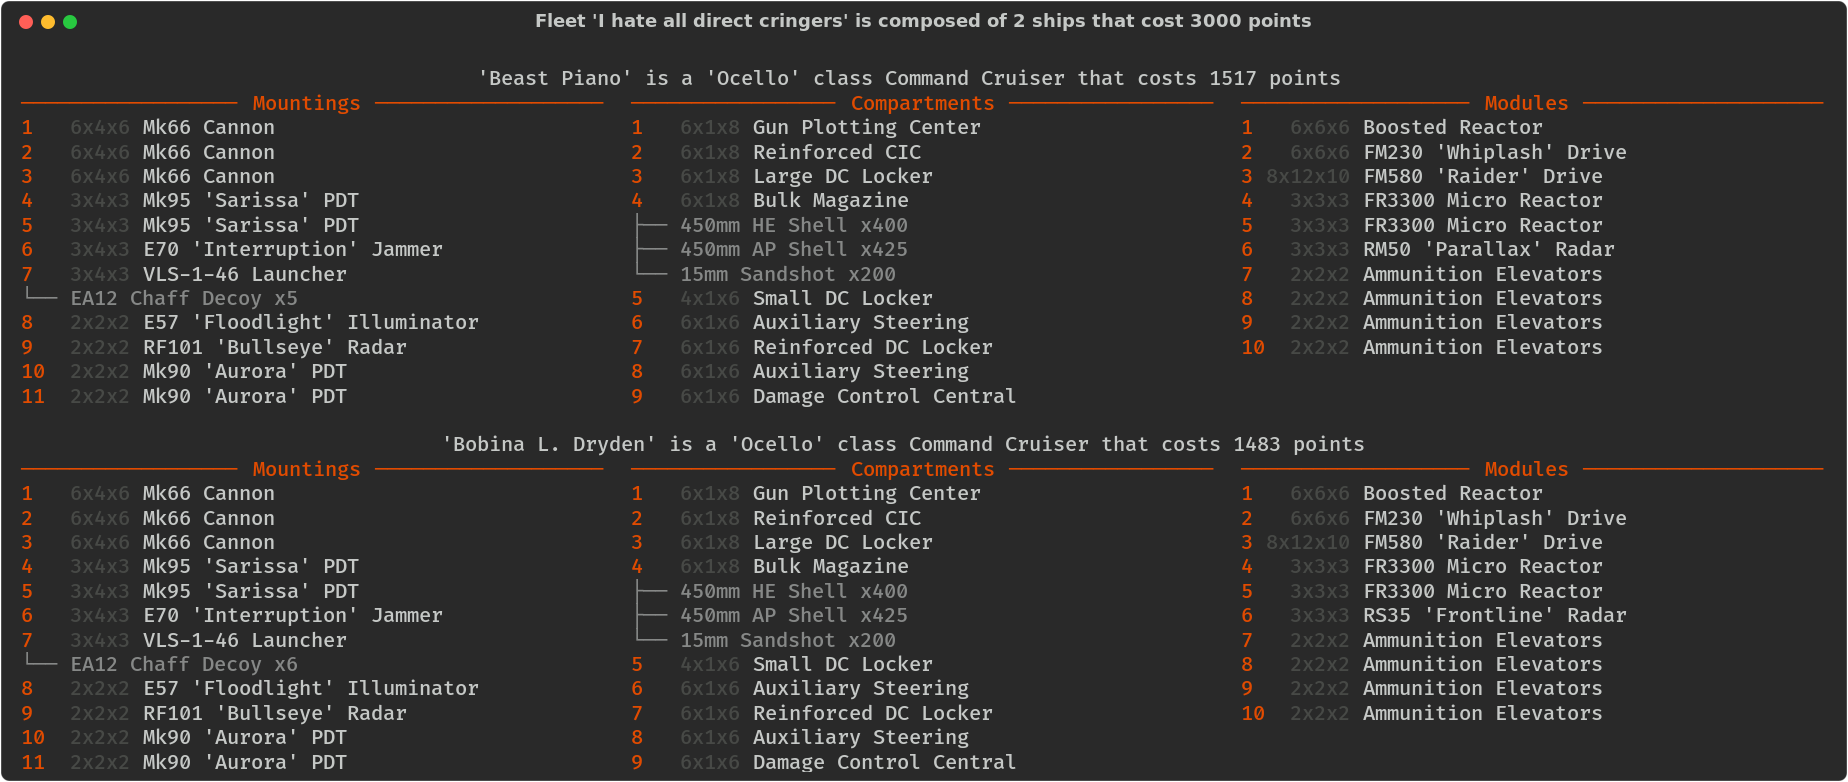 Fleet 'I hate all direct cringers' is composed of 2 ships that cost 3000 points
'Beast Piano' is a 'Ocello' class Command Cruiser that costs 1517 points
Mountings
1 6x4x6 Mk66 Cannon
2 6x4x6 Mk66 Cannon
3 6x4x6 Mk66 Cannon
4 3x4x3 Mk95 'Sarissa' PDT
5 3x4x3 Mk95 'Sarissa' PDT
6 3x4x3 E70 'Interruption' Jammer
7 3x4x3 VLS-1-46 Launcher
EA12 Chaff Decoy x5
8 2x2x2 E57 'Floodlight' Illuminator
9 2x2x2 RF101 'Bullseye' Radar
10 2x2x2 Mk90 'Aurora' PDT
11 2x2x2 Mk90 'Aurora' PDT
Compartments
1 6x1x8 Gun Plotting Center
2 6x1x8 Reinforced CIC
3 6x1x8 Large DC Locker
4 6x1x8 Bulk Magazine
450mm HE Shell x400
450mm AP Shell x425
15mm Sandshot x200
5 4x1x6 Small DC Locker
6 6x1x6 Auxiliary Steering
7 6x1x6 Reinforced DC Locker
8 6x1x6 Auxiliary Steering
9 6x1x6 Damage Control Central
Modules
1 6x6x6 Boosted Reactor
2 6x6x6 FM230 'Whiplash' Drive
3 8x12x10 FM580 'Raider' Drive
4 3x3x3 FR3300 Micro Reactor
5 3x3x3 FR3300 Micro Reactor
6 3x3x3 RM50 'Parallax' Radar
7 2x2x2 Ammunition Elevators
8 2x2x2 Ammunition Elevators
9 2x2x2 Ammunition Elevators
10 2x2x2 Ammunition Elevators
'Bobina L. Dryden' is a 'Ocello' class Command Cruiser that costs 1483 points
Mountings
1 6x4x6 Mk66 Cannon
2 6x4x6 Mk66 Cannon
3 6x4x6 Mk66 Cannon
4 3x4x3 Mk95 'Sarissa' PDT
5 3x4x3 Mk95 'Sarissa' PDT
6 3x4x3 E70 'Interruption' Jammer
7 3x4x3 VLS-1-46 Launcher
EA12 Chaff Decoy x6
8 2x2x2 E57 'Floodlight' Illuminator
9 2x2x2 RF101 'Bullseye' Radar
10 2x2x2 Mk90 'Aurora' PDT
11 2x2x2 Mk90 'Aurora' PDT
Compartments
1 6x1x8 Gun Plotting Center
2 6x1x8 Reinforced CIC
3 6x1x8 Large DC Locker
4 6x1x8 Bulk Magazine
450mm HE Shell x400
450mm AP Shell x425
15mm Sandshot x200
5 4x1x6 Small DC Locker
6 6x1x6 Auxiliary Steering
7 6x1x6 Reinforced DC Locker
8 6x1x6 Auxiliary Steering
9 6x1x6 Damage Control Central
Modules
1 6x6x6 Boosted Reactor
2 6x6x6 FM230 'Whiplash' Drive
3 8x12x10 FM580 'Raider' Drive
4 3x3x3 FR3300 Micro Reactor
5 3x3x3 FR3300 Micro Reactor
6 3x3x3 RS35 'Frontline' Radar
7 2x2x2 Ammunition Elevators
8 2x2x2 Ammunition Elevators
9 2x2x2 Ammunition Elevators
10 2x2x2 Ammunition Elevators